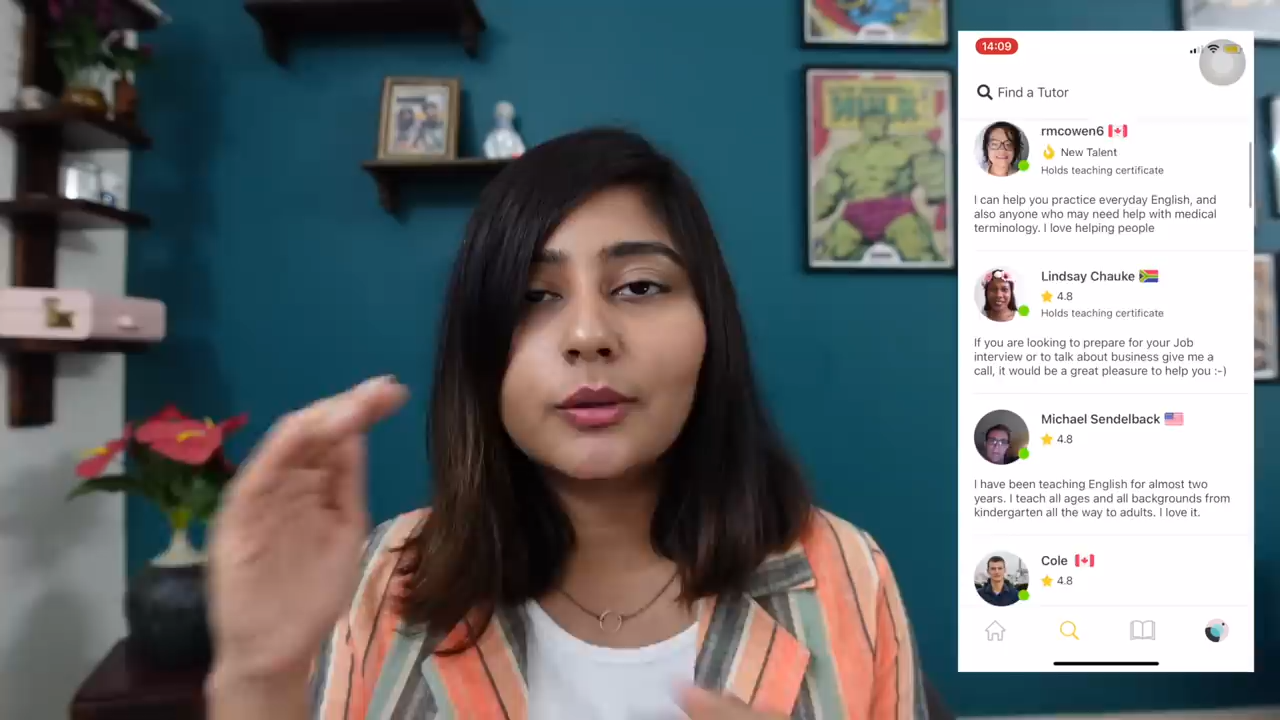 HULK
14:09
Find a Tutor
rmcowen6
New Talent
Holds teaching certificate
I can help you practice everyday English, and
also anyone who may need help with medical
terminology. I love helping people
Lindsay Chauke
4.8
Holds teaching certificate
If you are looking to prepare for your Job
interview or to talk about business give me a
call, it would be a great pleasure to help you :-)
Michael Sendelback
4.8
I have been teaching English for almost two
years. I teach all ages and all backgrounds from
kindergarten all the way to adults. I love it.
Cole
4.8